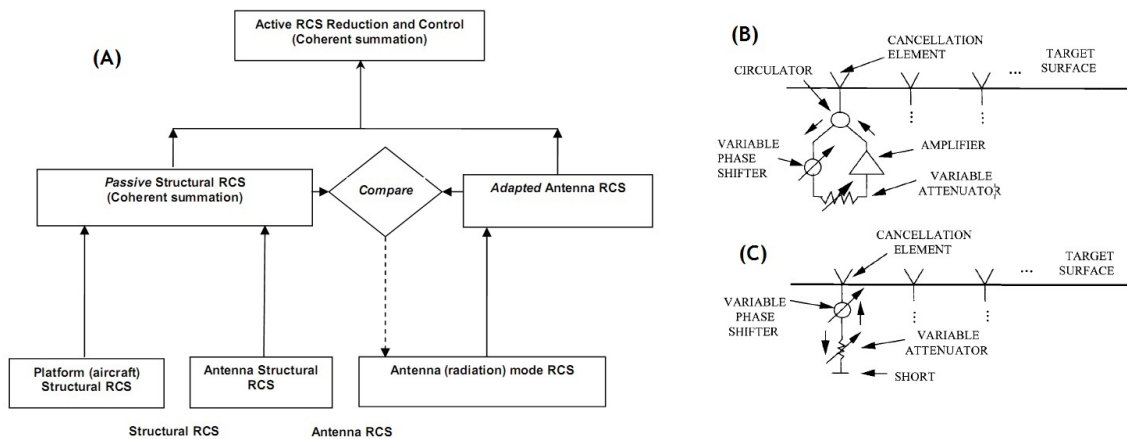 (A)
Active RCS Reduction and Control
(Coherent summation)
Passive Structural RCS
(Coherent summation)
Compare
Adapted Antenna RCS
Platform (aircraft)
Structural RCS
Antenna Structural
RCS
Antenna (radiation) mode RCS
Structural RCS
Antenna RCS
(B)
CANCELLATION
ELEMENT
CIRCULATOR
...
TARGET
SURFACE
VARIABLE
PHASE
SHIFTER
AMPLIFIER
VARIABLE
ATTENUATOR
(C)
CANCELLATION
ELEMENT
...
TARGET
SURFACE
VARIABLE
PHASE
SHIFTER
VARIABLE
ATTENUATOR
SHORT